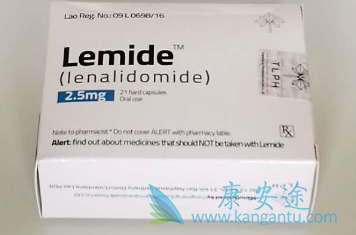 Lao Reg. No.: 09 L 0698/16
Lemide™
(lenalidomide)
2.5mg
21 hard capsules
Oral use
TLPH
Note to pharmacist: Do not cover ALERT with pharmacy lable.
Rx
Alert: find out about medicines that should NOT be taken with Lemide
康安途
www.kangantu.com